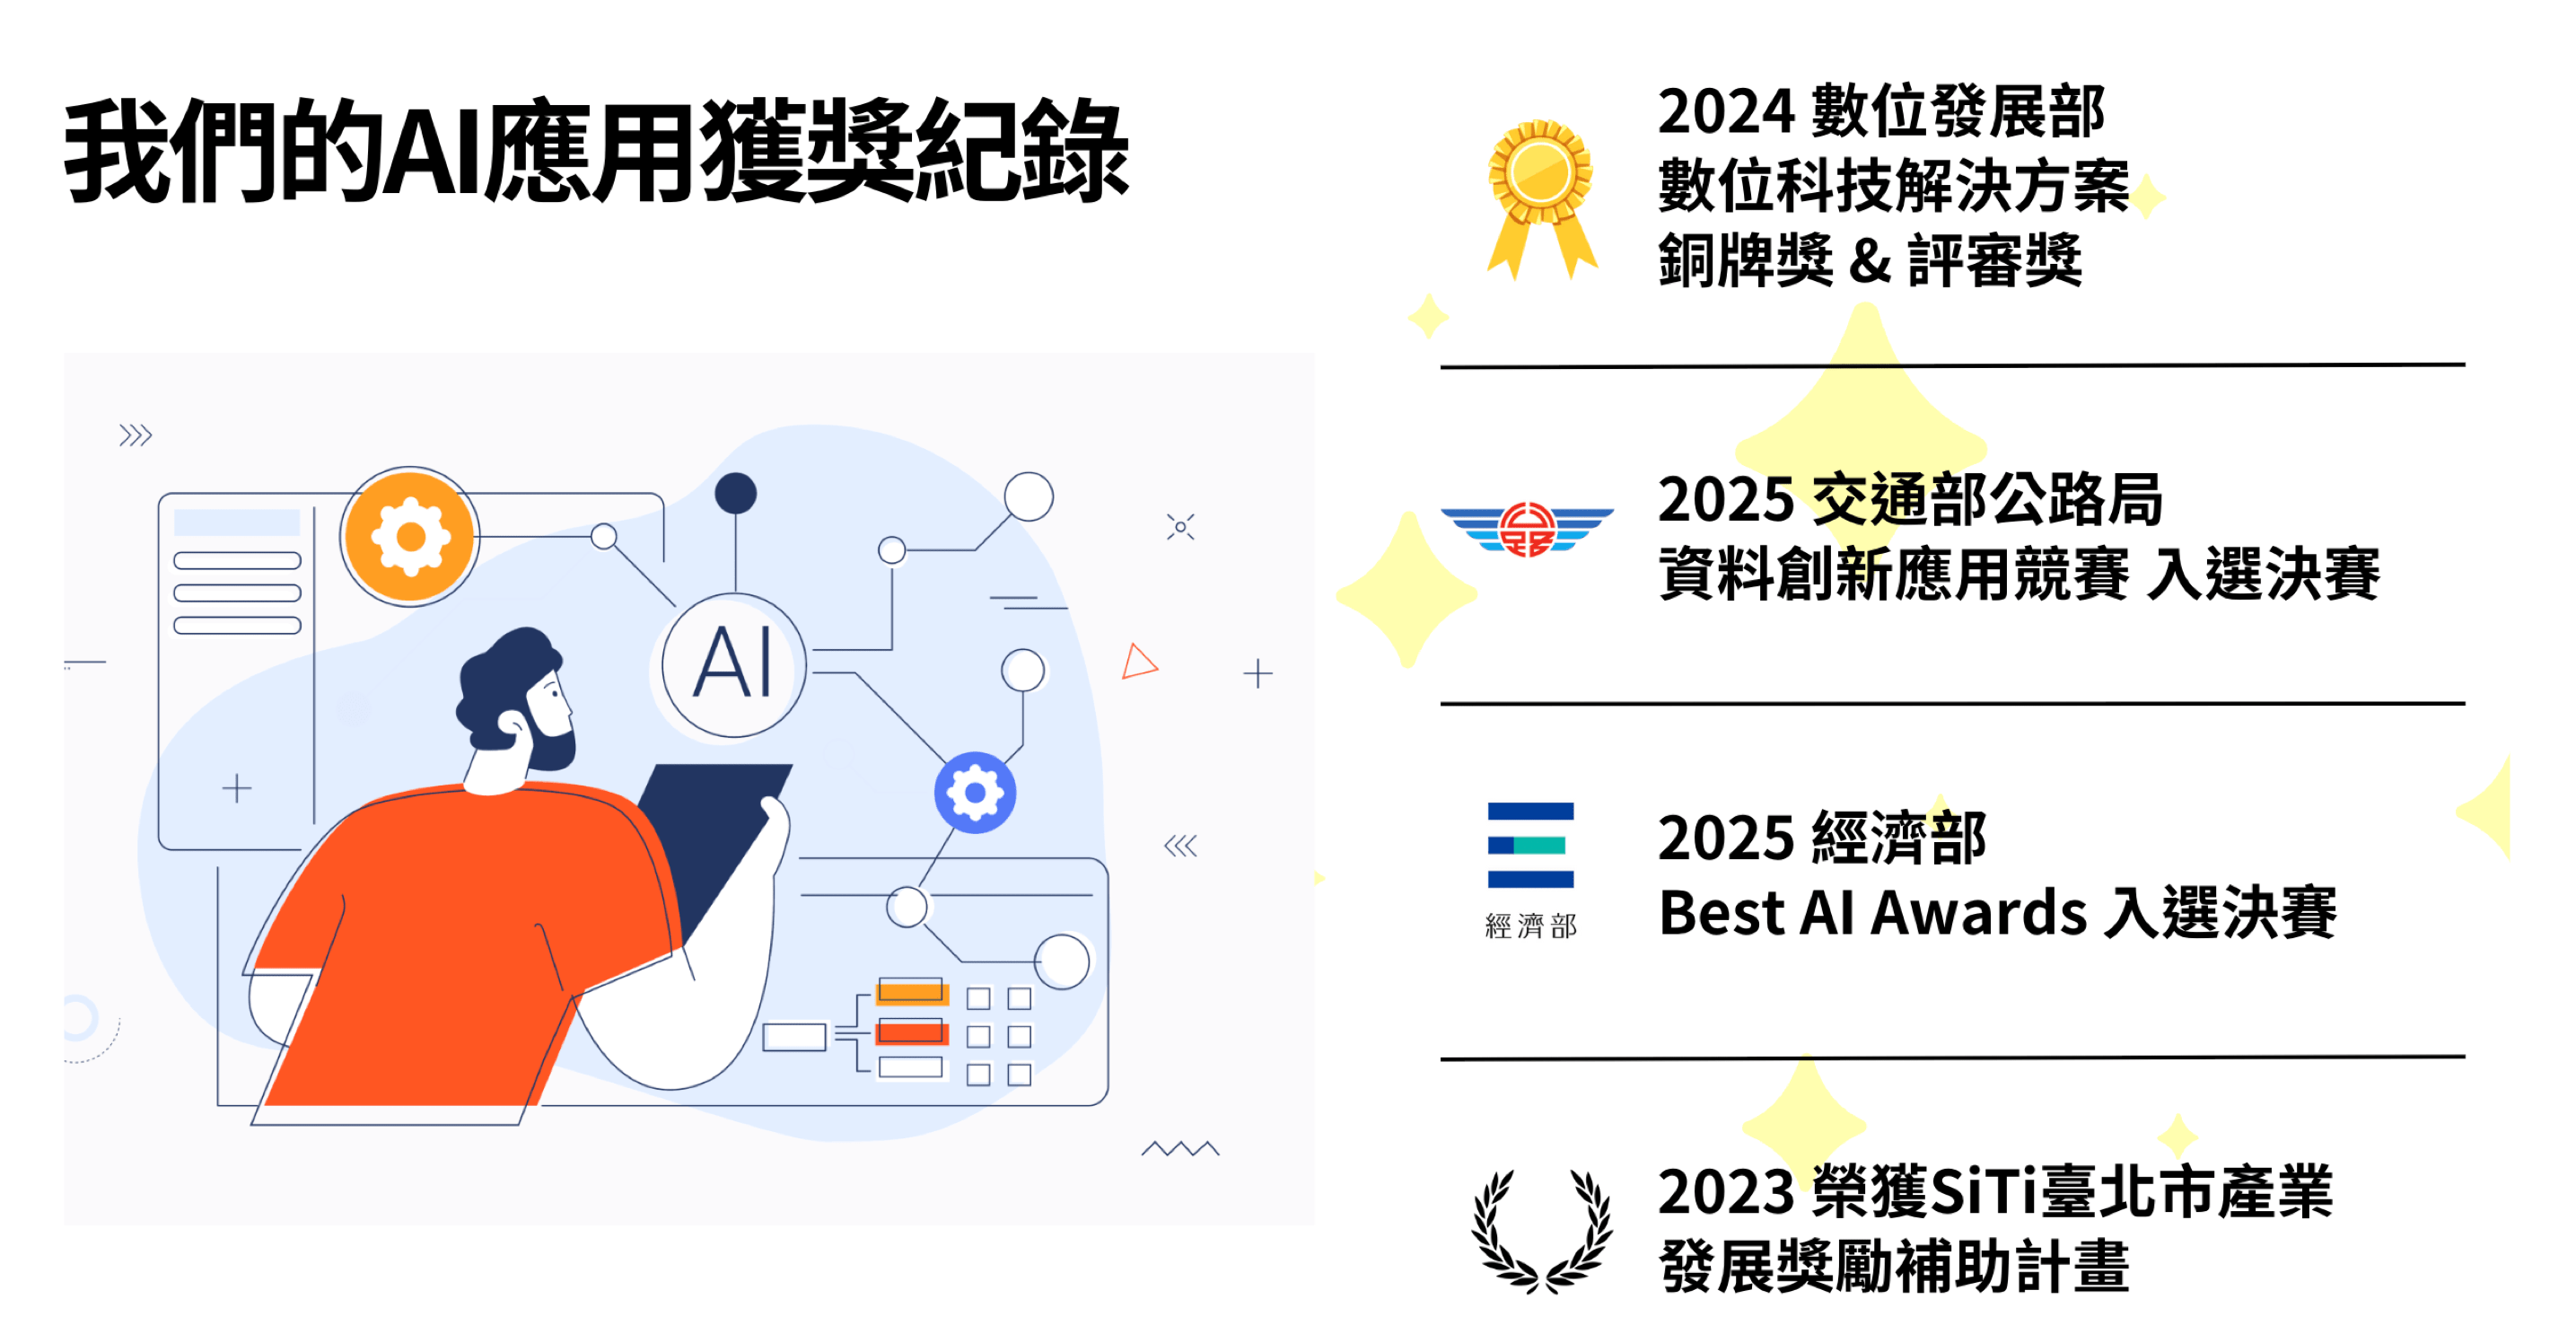 我們的AI應用獲獎紀錄
AI
2024 數位發展部
數位科技解決方案
銅牌獎 & 評審獎
2025 交通部公路局
資料創新應用競賽 入選決賽
經濟部
2025 經濟部
Best AI Awards 入選決賽
2023 榮獲SiTi臺北市產業
發展獎勵補助計畫